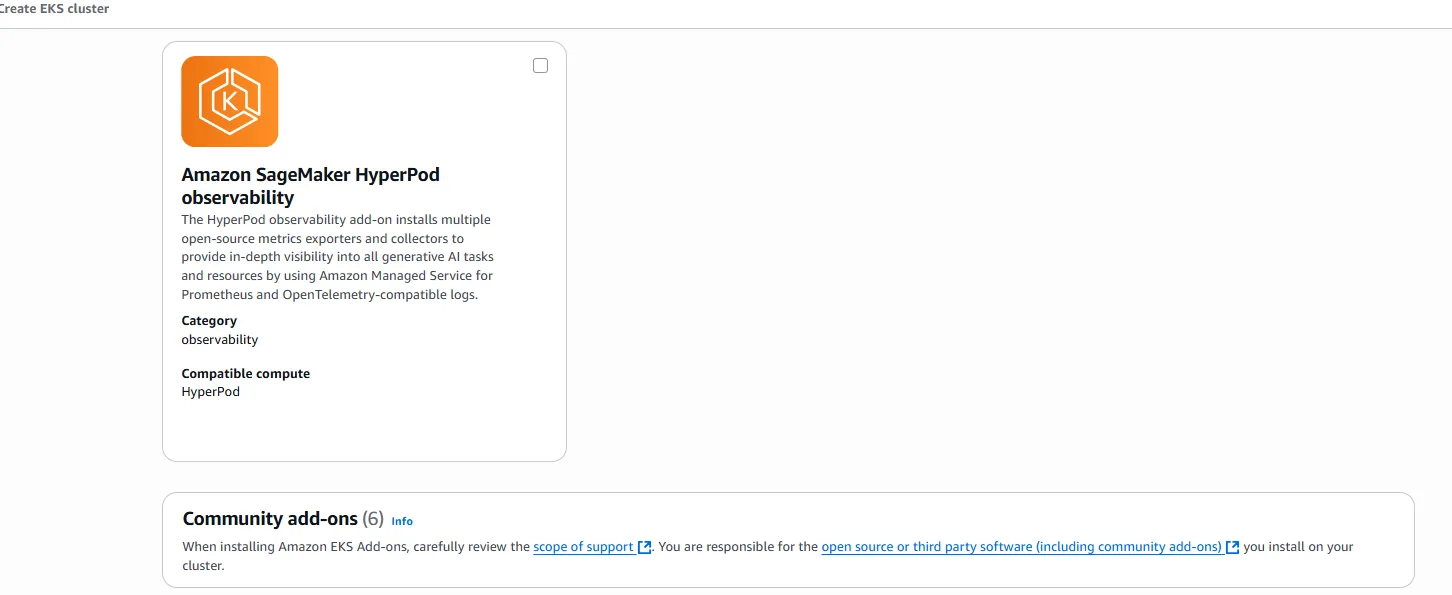 Create EKS cluster
K
Amazon SageMaker HyperPod
observability
The HyperPod observability add-on installs multiple
open-source metrics exporters and collectors to
provide in-depth visibility into all generative AI tasks
and resources by using Amazon Managed Service for
Prometheus and OpenTelemetry-compatible logs.
Category
observability
Compatible compute
HyperPod
Community add-ons (6) Info
When installing Amazon EKS Add-ons, carefully review the scope of support. You are responsible for the open source or third party software (including community add-ons) you install on your
cluster.